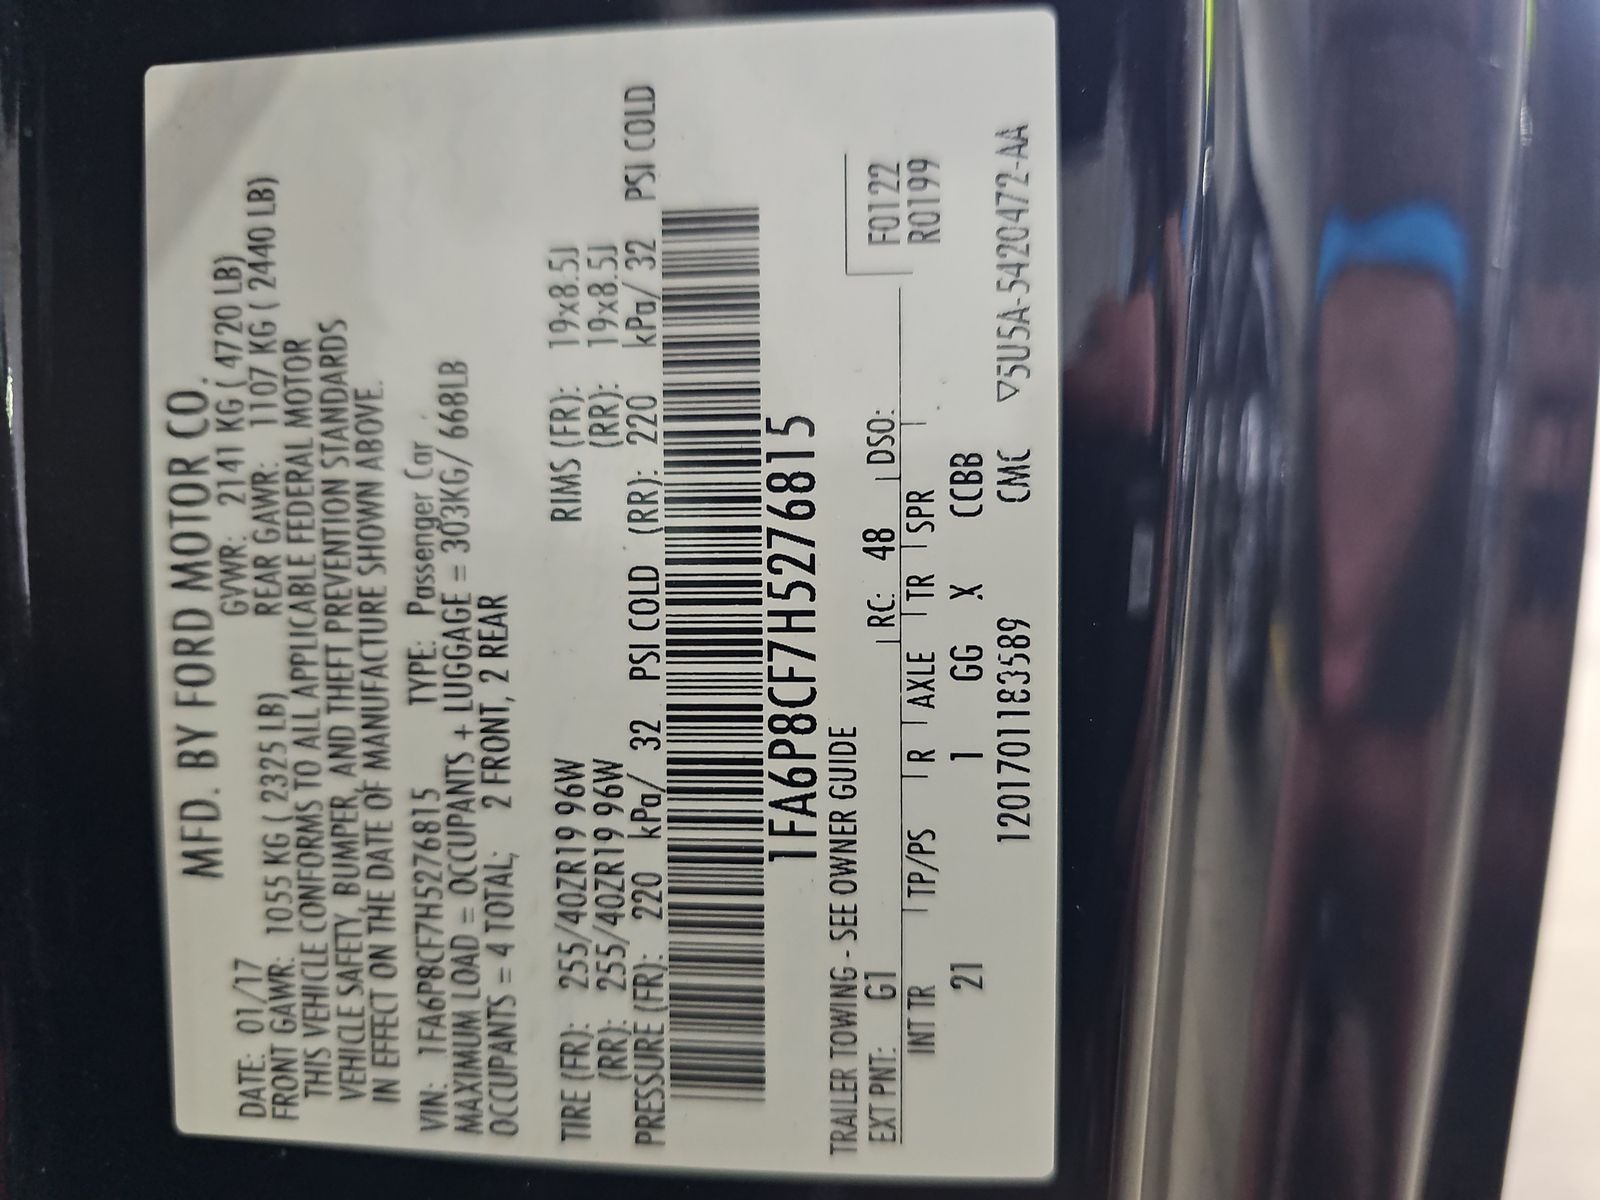 MFD. BY FORD MOTOR CO.
DATE: 01/17 GVWR: 2141 KG ( 4720 LB)
FRONT GAWR: 1055 KG ( 2325 LB) REAR GAWR: 1107 KG ( 2440 LB)
THIS VEHICLE CONFORMS TO ALL APPLICABLE FEDERAL MOTOR
VEHICLE SAFETY, BUMPER, AND THEFT PREVENTION STANDARDS
IN EFFECT ON THE DATE OF MANUFACTURE SHOWN ABOVE.
VIN: 1FA6P8CF7H5276815 TYPE: Passenger Car
MAXIMUM LOAD = OCCUPANTS + LUGGAGE = 303KG/ 668LB
OCCUPANTS = 4 TOTAL; 2 FRONT, 2 REAR
TIRE (FR): 255/40ZR19 96W RIMS (FR): 19x8.5J
(RR): 255/40ZR19 96W (RR): 19x8.5J
PRESSURE (FR): 220 kPa/ 32 PSI COLD (RR): 220 kPa/ 32 PSI COLD
1FA6P8CF7H5276815
TRAILER TOWING - SEE OWNER GUIDE
EXT PNT: G1 RC: 48 DSO: F0122
INT TR TP/PS R AXLE TR SPR R0199
21 1 GG X CCBB
1201701183589 CMC ▽5U5A-5420472-AA